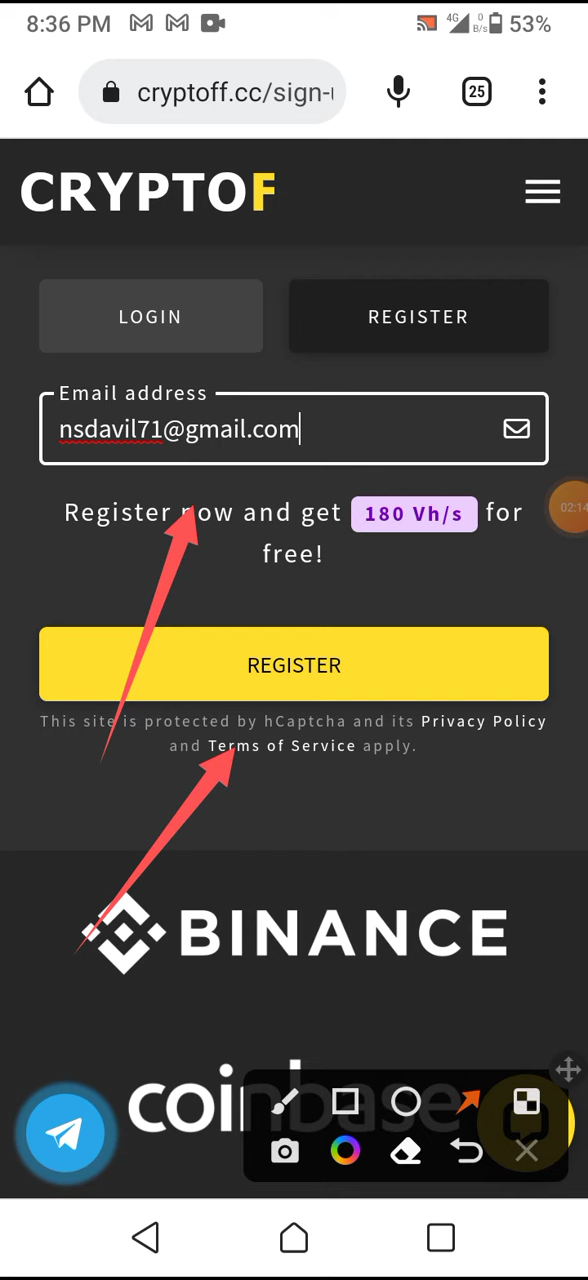 8:36 PM 4G 0 B/s 53%
cryptoff.cc/sign- 25
CRYPTOF
LOGIN REGISTER
Email address
nsdavil71@gmail.com
Register now and get 180 Vh/s for
free!
02:14
REGISTER
This site is protected by hCaptcha and its Privacy Policy
and Terms of Service apply.
BINANCE
coinbase